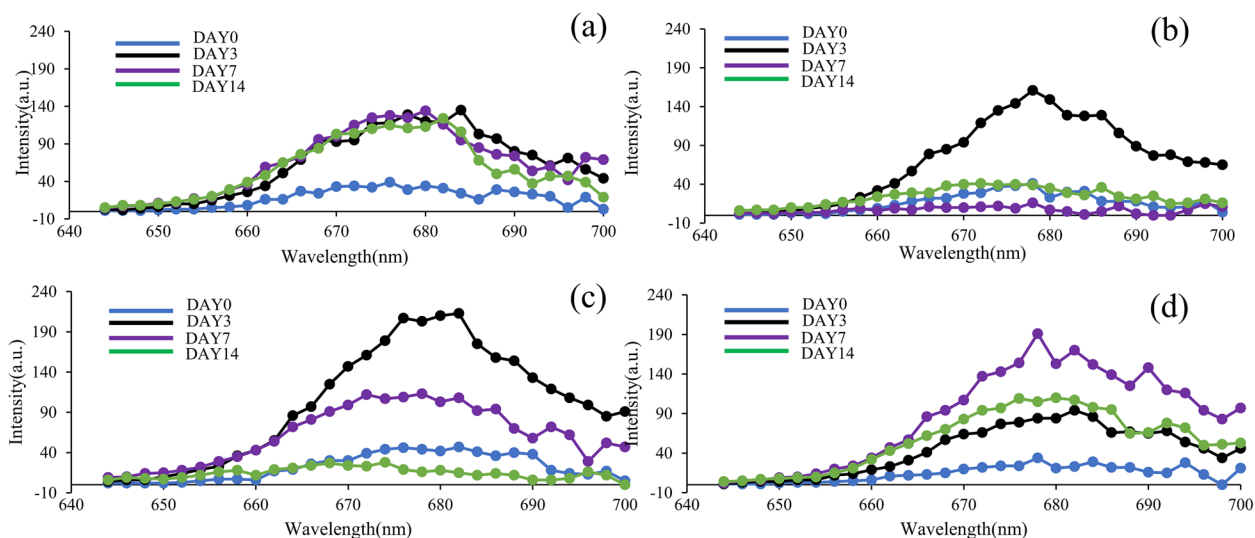 (a)
DAY0
DAY3
DAY7
DAY14
Intensity(a.u.)
240
190
140
90
40
-10
640 650 660 670 680 690 700
Wavelength(nm)
(b)
DAY0
DAY3
DAY7
DAY14
Intensity(a.u.)
240
190
140
90
40
-10
640 650 660 670 680 690 700
Wavelength(nm)
(c)
DAY0
DAY3
DAY7
DAY14
Intensity(a.u.)
240
190
140
90
40
-10
640 650 660 670 680 690 700
Wavelength(nm)
(d)
DAY0
DAY3
DAY7
DAY14
Intensity(a.u.)
240
190
140
90
40
-10
640 650 660 670 680 690 700
Wavelength(nm)